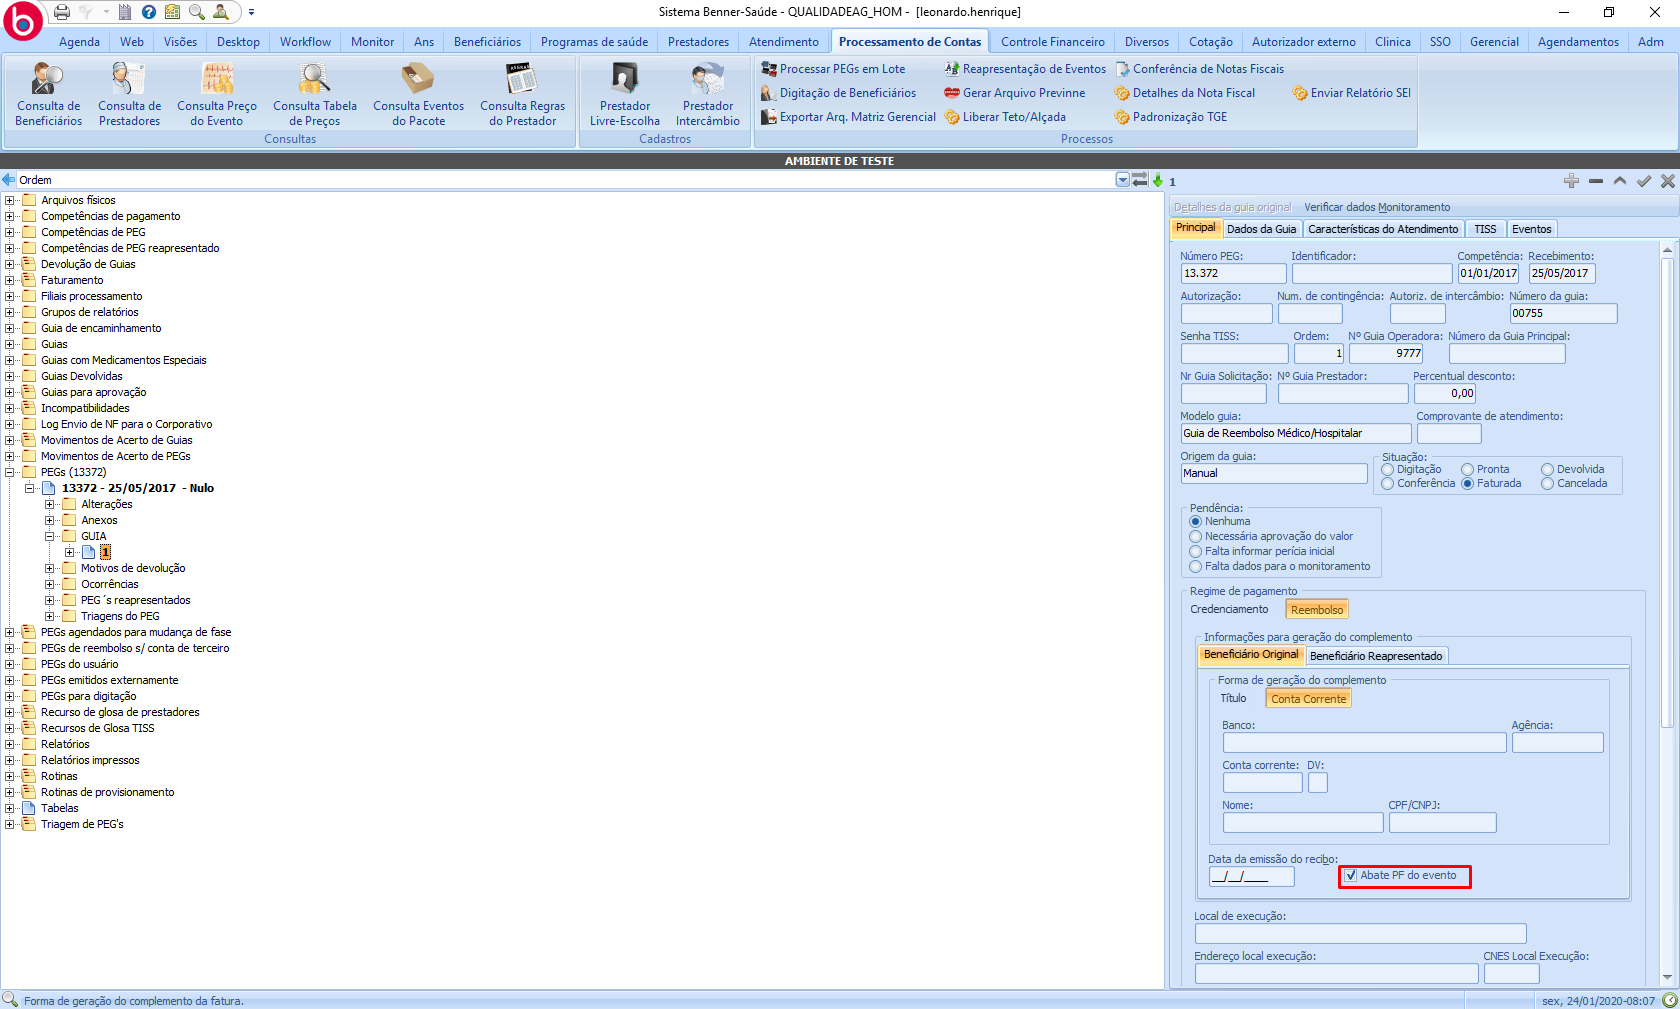 Sistema Benner-Saúde - QUALIDADEAG_HOM - [leonardo.henrique]
Agenda Web Visões Desktop Workflow Monitor Ans Beneficiários Programas de saúde Prestadores Atendimento Processamento de Contas Controle Financeiro Diversos Cotação Autorizador externo Clinica SSO Gerencial Agendamentos Adm
Consulta de Beneficiários
Consulta de Prestadores
Consulta Preço do Evento
Consulta Tabela de Preços
Consulta Eventos do Pacote
Consulta Regras do Prestador
Consultas
Prestador Livre-Escolha
Prestador Intercâmbio
Cadastros
Processar PEGs em Lote Reapresentação de Eventos Conferência de Notas Fiscais
Digitação de Beneficiários Gerar Arquivo Previnne Detalhes da Nota Fiscal Enviar Relatório SEI
Exportar Arq. Matriz Gerencial Liberar Teto/Alçada Padronização TGE
Processos
AMBIENTE DE TESTE
Ordem
Arquivos físicos
Competências de pagamento
Competências de PEG
Competências de PEG reapresentado
Devolução de Guias
Faturamento
Filiais processamento
Grupos de relatórios
Guia de encaminhamento
Guias
Guias com Medicamentos Especiais
Guias Devolvidas
Guias para aprovação
Incompatibilidades
Log Envio de NF para o Corporativo
Movimentos de Acerto de Guias
Movimentos de Acerto de PEGs
PEGs (13372)
13372 - 25/05/2017 - Nulo
Alterações
Anexos
GUIA
1
Motivos de devolução
Ocorrências
PEG´s reapresentados
Triagens do PEG
PEGs agendados para mudança de fase
PEGs de reembolso s/ conta de terceiro
PEGs do usuário
PEGs emitidos externamente
PEGs para digitação
Recurso de glosa de prestadores
Recursos de Glosa TISS
Relatórios
Relatórios impressos
Rotinas
Rotinas de provisionamento
Tabelas
Triagem de PEG's
1
Detalhes da guia original Verificar dados Monitoramento
Principal Dados da Guia Características do Atendimento TISS Eventos
Número PEG: Identificador: Competência: Recebimento:
13.372 01/01/2017 25/05/2017
Autorização: Num. de contingência: Autoriz. de intercâmbio: Número da guia:
00755
Senha TISS: Ordem: Nº Guia Operadora: Número da Guia Principal:
1 9777
Nr Guia Solicitação: Nº Guia Prestador: Percentual desconto:
0,00
Modelo guia: Comprovante de atendimento:
Guia de Reembolso Médico/Hospitalar
Origem da guia: Situação:
Manual
Digitação Pronta Devolvida
Conferência Faturada Cancelada
Pendência:
Nenhuma
Necessária aprovação do valor
Falta informar perícia inicial
Falta dados para o monitoramento
Regime de pagamento
Credenciamento Reembolso
Informações para geração do complemento
Beneficiário Original Beneficiário Reapresentado
Forma de geração do complemento
Título Conta Corrente
Banco: Agência:
Conta corrente: DV:
Nome: CPF/CNPJ:
Data da emissão do recibo:
__/__/____ Abate PF do evento
Local de execução:
Endereço local execução: CNES Local Execução:
Forma de geração do complemento da fatura.
sex, 24/01/2020-08:07